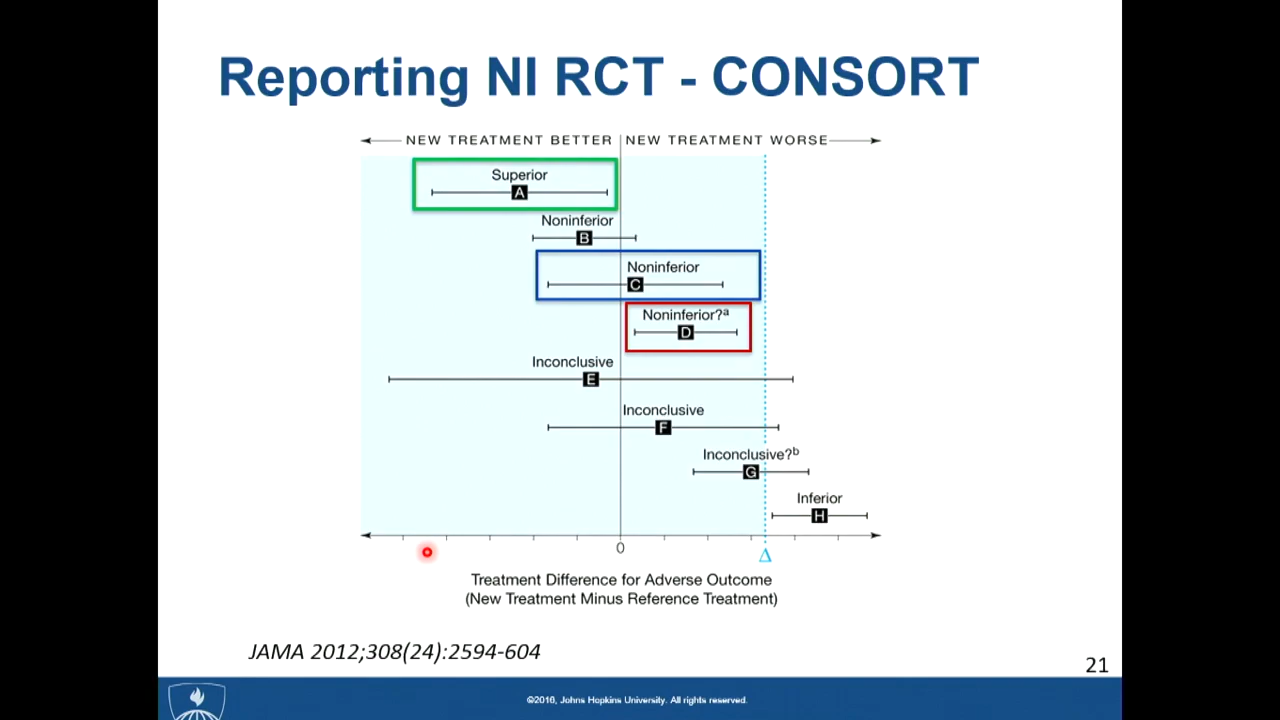 Reporting NI RCT - CONSORT
NEW TREATMENT BETTER
NEW TREATMENT WORSE
Superior
A
Noninferior
B
Noninferior
C
Noninferior?ᵃ
D
Inconclusive
E
Inconclusive
F
Inconclusive?ᵇ
G
Inferior
H
0
Δ
Treatment Difference for Adverse Outcome
(New Treatment Minus Reference Treatment)
JAMA 2012;308(24):2594-604
21
©2016, Johns Hopkins University. All rights reserved.